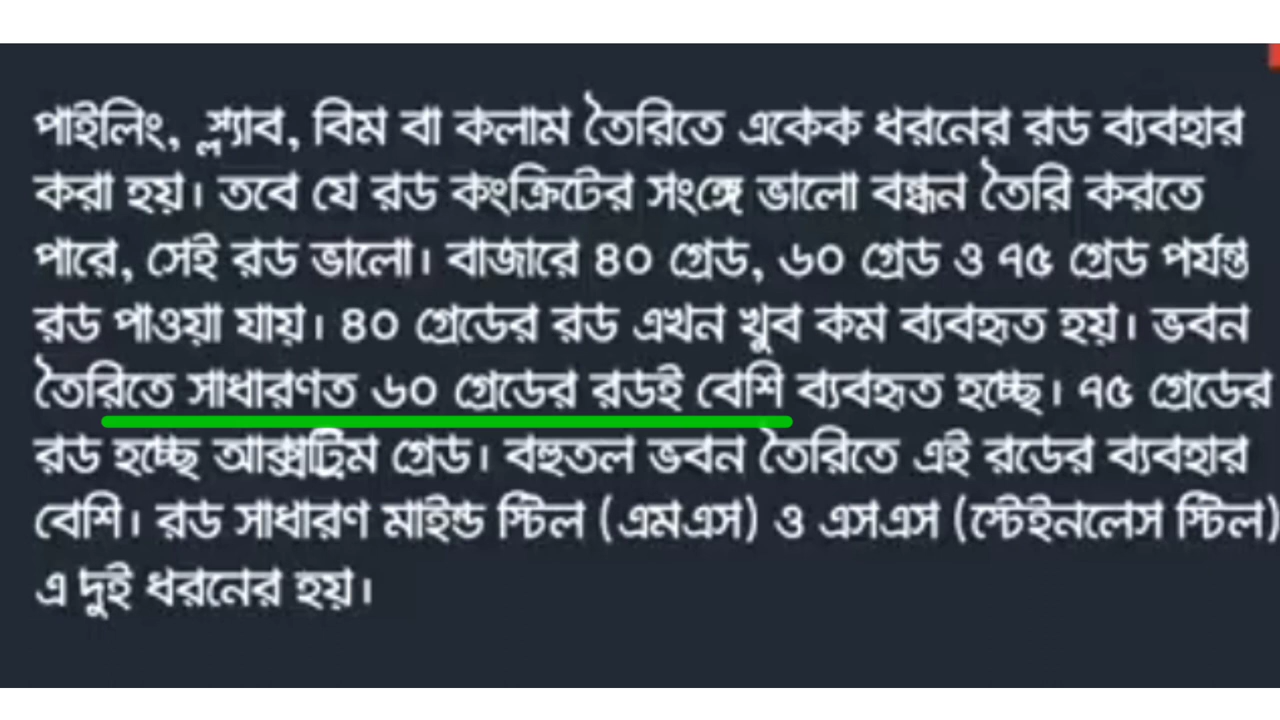 পাইলিং, স্ল্যাব, বিম বা কলাম তৈরিতে একেক ধরনের রড ব্যবহার
করা হয়। তবে যে রড কংক্রিটের সংঙ্গে ভালো বন্ধন তৈরি করতে
পারে, সেই রড ভালো। বাজারে ৪০ গ্রেড, ৬০ গ্রেড ও ৭৫ গ্রেড পর্যন্ত
রড পাওয়া যায়। ৪০ গ্রেডের রড এখন খুব কম ব্যবহৃত হয়। ভবন
তৈরিতে সাধারণত ৬০ গ্রেডের রডই বেশি ব্যবহৃত হচ্ছে। ৭৫ গ্রেডের
রড হচ্ছে আক্সট্রিম গ্রেড। বহুতল ভবন তৈরিতে এই রডের ব্যবহার
বেশি। রড সাধারণ মাইল্ড স্টিল (এমএস) ও এসএস (স্টেইনলেস স্টিল)
এ দুই ধরনের হয়।